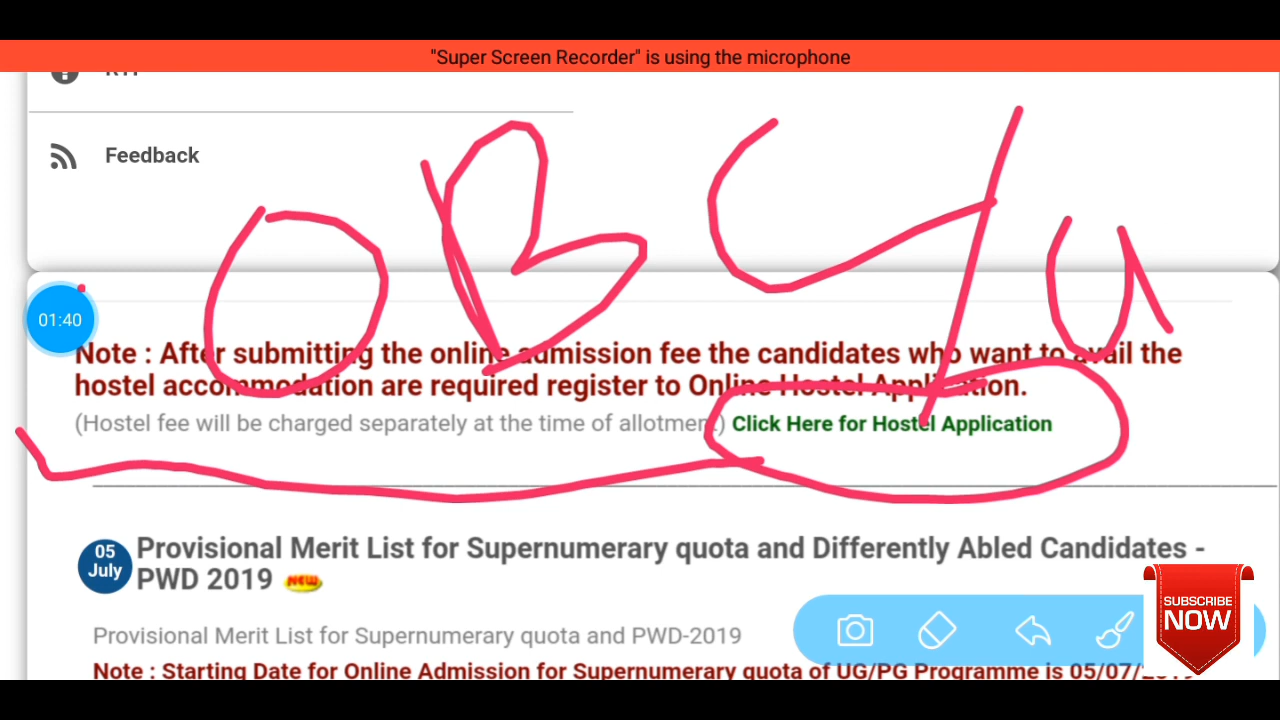 "Super Screen Recorder" is using the microphone
Feedback
OBC
01:40
Note : After submitting the online admission fee the candidates who want to avail the
hostel accommodation are required register to Online Hostel Application.
(Hostel fee will be charged separately at the time of allotment) Click Here for Hostel Application
05
July
Provisional Merit List for Supernumerary quota and Differently Abled Candidates -
PWD 2019 NEW
Provisional Merit List for Supernumerary quota and PWD-2019
Note : Starting Date for Online Admission for Supernumerary quota of UG/PG Programme is 05/07/2019
SUBSCRIBE
NOW